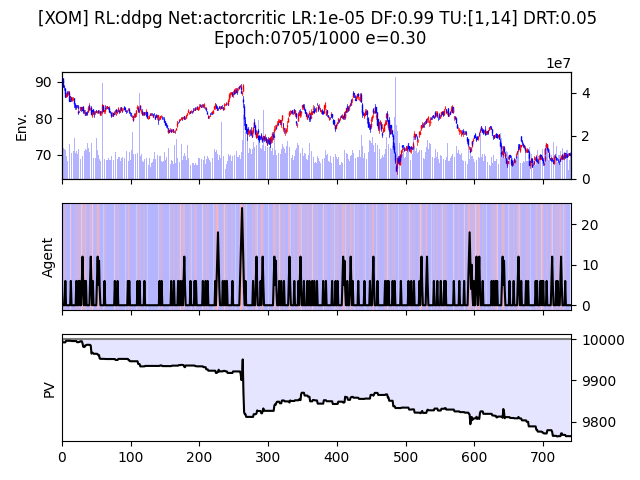 [XOM] RL:ddpg Net:actorcritic LR:1e-05 DF:0.99 TU:[1,14] DRT:0.05
Epoch:0705/1000 e=0.30
1e7
90
80
70
Env.
4
2
0
Agent
20
10
0
PV
10000
9900
9800
0 100 200 300 400 500 600 700